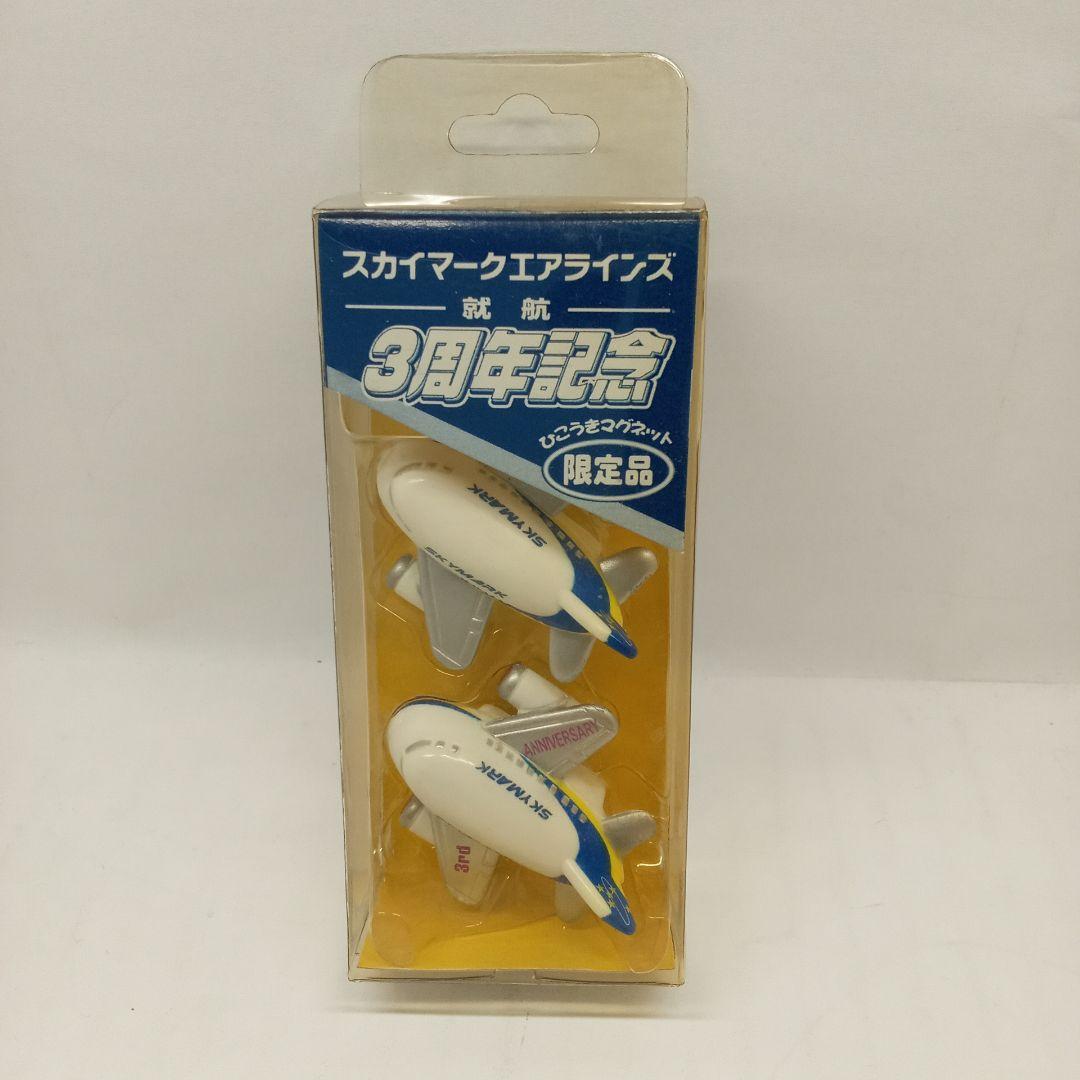 スカイマークエアラインズ
就航
3周年記念
ひこうきマグネット
限定品
SKYMARK
SKYMARK
ANNIVERSARY
SKYMARK
3rd